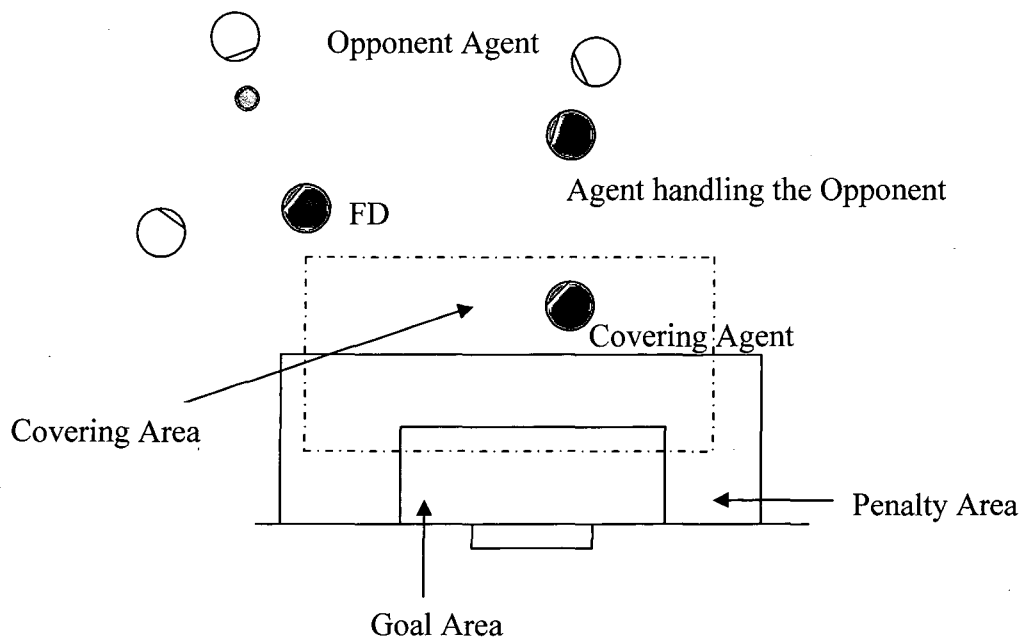 Opponent Agent
Agent handling the Opponent
FD
Covering Agent
Covering Area
Penalty Area
Goal Area